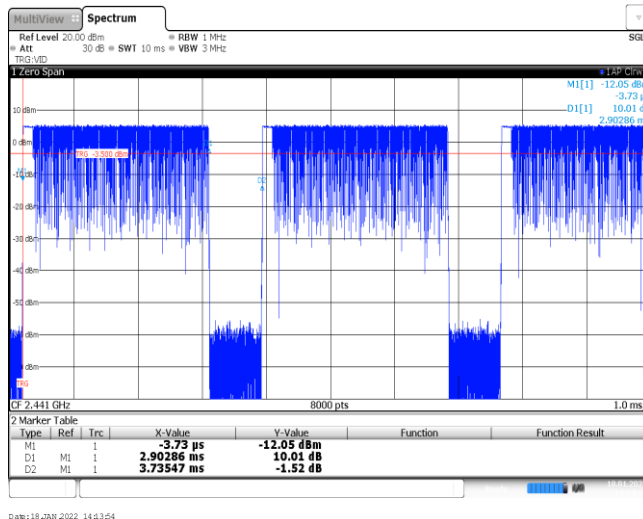 MultiView Spectrum
Ref Level 20.00 dBm RBW 1 MHz SGL
Att 30 dB SWT 10 ms VBW 3 MHz
TRG:VID
1 Zero Span 1AP Clrw
M1[1] -12.05 dBm
-3.73 µs
D1[1] 10.01 d
2.90286 m
10 dBm
0 dBm
TRG -3.500 dBm
-10 dBm
D2
-20 dBm
-30 dBm
-40 dBm
-50 dBm
-60 dBm
TRG
CF 2.441 GHz 8000 pts 1.0 ms
2 Marker Table
Type Ref Trc X-Value Y-Value Function Function Result
M1 1 -3.73 µs -12.05 dBm
D1 M1 1 2.90286 ms 10.01 dB
D2 M1 1 3.73547 ms -1.52 dB
Date:18.JAN.2022 14:13:54